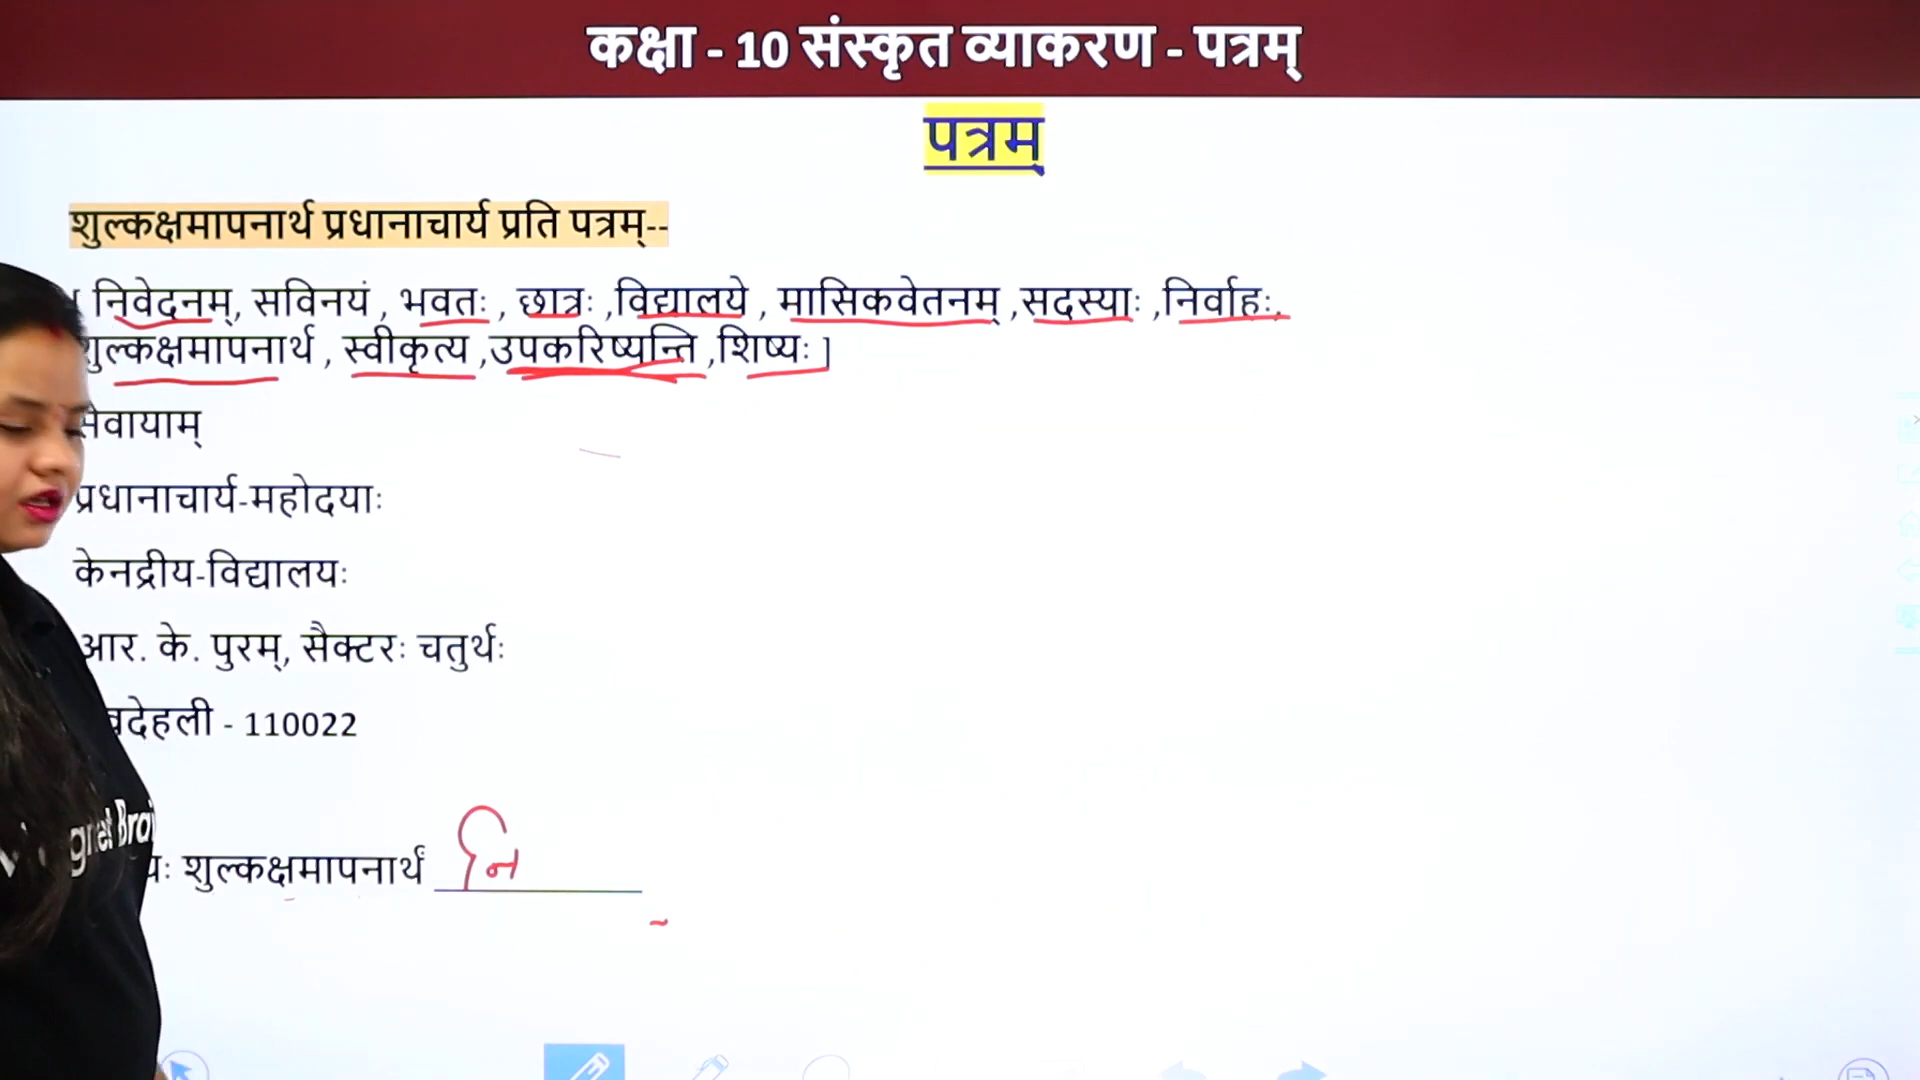 कक्षा - 10 संस्कृत व्याकरण - पत्रम्
पत्रम्
शुल्कक्षमापनार्थ प्रधानाचार्य प्रति पत्रम्--
[ निवेदनम्, सविनयं , भवतः , छात्रः ,विद्यालये , मासिकवेतनम् ,सदस्याः ,निर्वाहः,
शुल्कक्षमापनार्थ , स्वीकृत्य ,उपकरिष्यन्ति ,शिष्यः ]
सेवायाम्
प्रधानाचार्य-महोदयाः
केनद्रीय-विद्यालयः
आर. के. पुरम्, सैक्टरः चतुर्थः
देहली - 110022
शुल्कक्षमापनार्थं नि